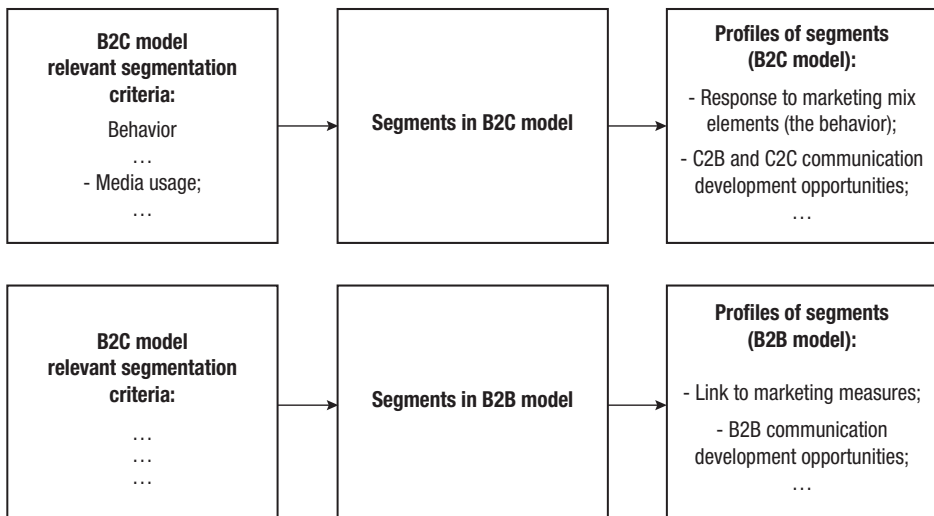 B2C model
relevant segmentation
criteria:
Behavior
…
- Media usage;
…
Segments in B2C model
Profiles of segments
(B2C model):
- Response to marketing mix
elements (the behavior);
- C2B and C2C communication
development opportunities;
…
B2C model
relevant segmentation
criteria:
…
…
…
Segments in B2B model
Profiles of segments
(B2B model):
- Link to marketing measures;
- B2B communication
development opportunities;
…